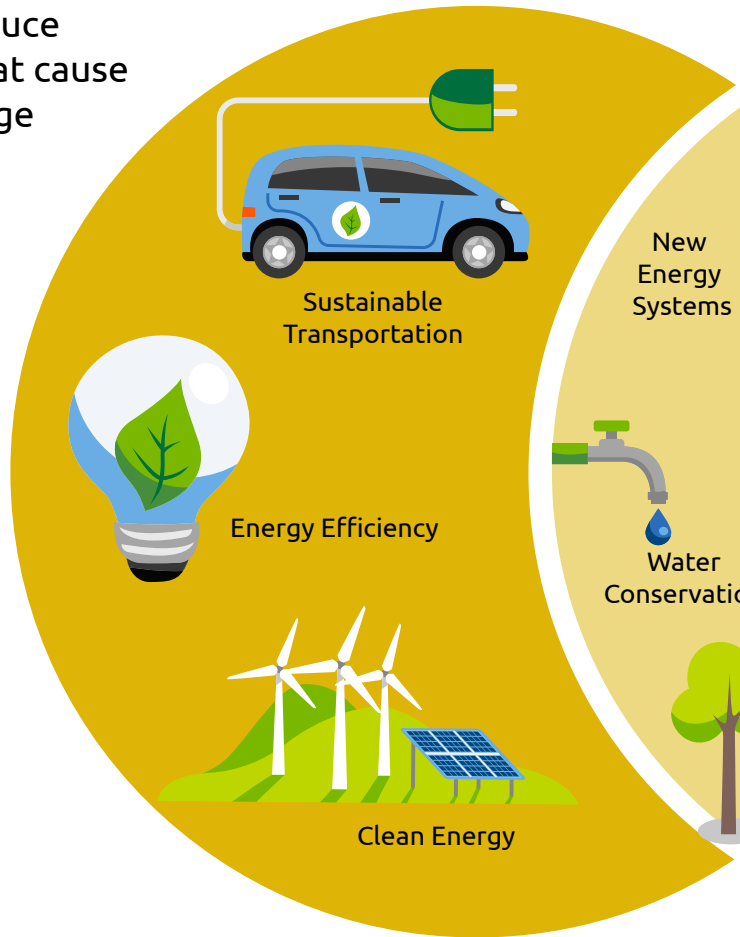 uce
at cause
ge
Sustainable
Transportation
New
Energy
Systems
Energy Efficiency
Water
Conservatio
Clean Energy